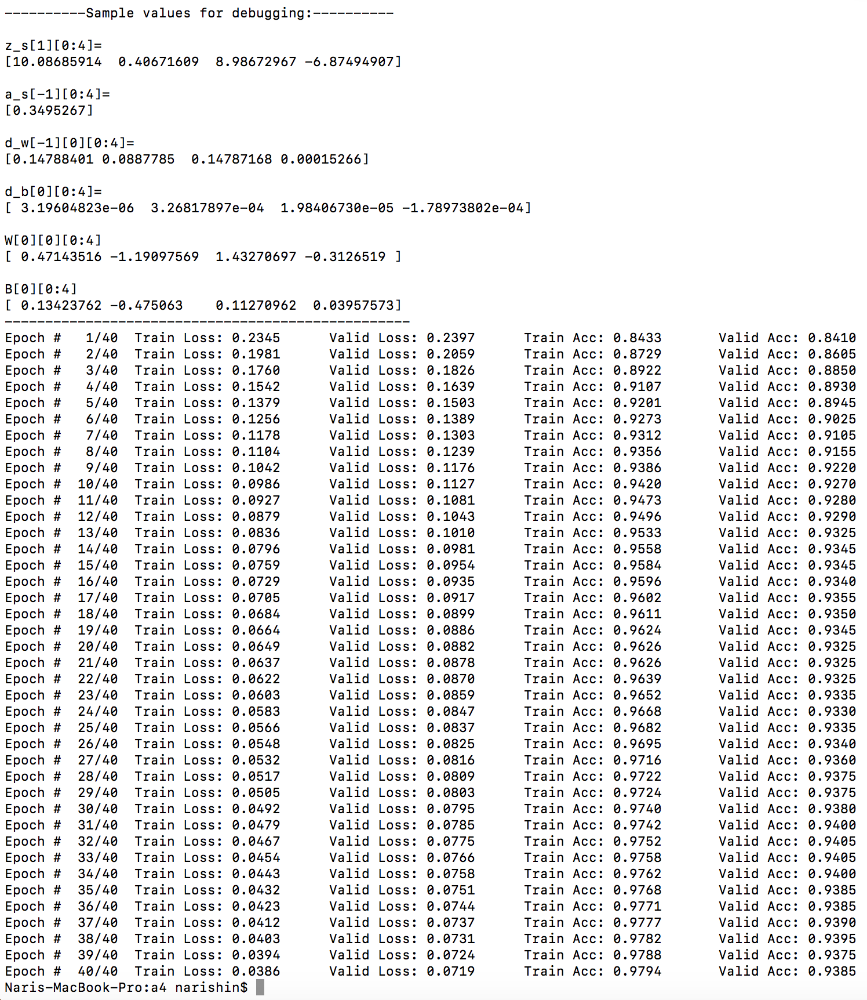 ----------Sample values for debugging:----------
z_s[1][0:4]=
[10.08685914  0.40671609  8.98672967 -6.87494907]
a_s[-1][0:4]=
[0.3495267]
d_w[-1][0][0:4]=
[0.14788401 0.0887785  0.14787168 0.00015266]
d_b[0][0:4]=
[ 3.19604823e-06  3.26817897e-04  1.98406730e-05 -1.78973802e-04]
W[0][0][0:4]
[ 0.47143516 -1.19097569  1.43270697 -0.3126519 ]
B[0][0:4]
[ 0.13423762 -0.475063    0.11270962  0.03957573]
--------------------------------------------------
Epoch #   1/40  Train Loss: 0.2345      Valid Loss: 0.2397      Train Acc: 0.8433       Valid Acc: 0.8410
Epoch #   2/40  Train Loss: 0.1981      Valid Loss: 0.2059      Train Acc: 0.8729       Valid Acc: 0.8605
Epoch #   3/40  Train Loss: 0.1760      Valid Loss: 0.1826      Train Acc: 0.8922       Valid Acc: 0.8850
Epoch #   4/40  Train Loss: 0.1542      Valid Loss: 0.1639      Train Acc: 0.9107       Valid Acc: 0.8930
Epoch #   5/40  Train Loss: 0.1379      Valid Loss: 0.1503      Train Acc: 0.9201       Valid Acc: 0.8945
Epoch #   6/40  Train Loss: 0.1256      Valid Loss: 0.1389      Train Acc: 0.9273       Valid Acc: 0.9025
Epoch #   7/40  Train Loss: 0.1178      Valid Loss: 0.1303      Train Acc: 0.9312       Valid Acc: 0.9105
Epoch #   8/40  Train Loss: 0.1104      Valid Loss: 0.1239      Train Acc: 0.9356       Valid Acc: 0.9155
Epoch #   9/40  Train Loss: 0.1042      Valid Loss: 0.1176      Train Acc: 0.9386       Valid Acc: 0.9220
Epoch #  10/40  Train Loss: 0.0986      Valid Loss: 0.1127      Train Acc: 0.9420       Valid Acc: 0.9270
Epoch #  11/40  Train Loss: 0.0927      Valid Loss: 0.1081      Train Acc: 0.9473       Valid Acc: 0.9280
Epoch #  12/40  Train Loss: 0.0879      Valid Loss: 0.1043      Train Acc: 0.9496       Valid Acc: 0.9290
Epoch #  13/40  Train Loss: 0.0836      Valid Loss: 0.1010      Train Acc: 0.9533       Valid Acc: 0.9325
Epoch #  14/40  Train Loss: 0.0796      Valid Loss: 0.0981      Train Acc: 0.9558       Valid Acc: 0.9345
Epoch #  15/40  Train Loss: 0.0759      Valid Loss: 0.0954      Train Acc: 0.9584       Valid Acc: 0.9345
Epoch #  16/40  Train Loss: 0.0729      Valid Loss: 0.0935      Train Acc: 0.9596       Valid Acc: 0.9340
Epoch #  17/40  Train Loss: 0.0705      Valid Loss: 0.0917      Train Acc: 0.9602       Valid Acc: 0.9355
Epoch #  18/40  Train Loss: 0.0684      Valid Loss: 0.0899      Train Acc: 0.9611       Valid Acc: 0.9350
Epoch #  19/40  Train Loss: 0.0664      Valid Loss: 0.0886      Train Acc: 0.9624       Valid Acc: 0.9345
Epoch #  20/40  Train Loss: 0.0649      Valid Loss: 0.0882      Train Acc: 0.9626       Valid Acc: 0.9325
Epoch #  21/40  Train Loss: 0.0637      Valid Loss: 0.0878      Train Acc: 0.9626       Valid Acc: 0.9325
Epoch #  22/40  Train Loss: 0.0622      Valid Loss: 0.0870      Train Acc: 0.9639       Valid Acc: 0.9325
Epoch #  23/40  Train Loss: 0.0603      Valid Loss: 0.0859      Train Acc: 0.9652       Valid Acc: 0.9335
Epoch #  24/40  Train Loss: 0.0583      Valid Loss: 0.0847      Train Acc: 0.9668       Valid Acc: 0.9330
Epoch #  25/40  Train Loss: 0.0566      Valid Loss: 0.0837      Train Acc: 0.9682       Valid Acc: 0.9335
Epoch #  26/40  Train Loss: 0.0548      Valid Loss: 0.0825      Train Acc: 0.9695       Valid Acc: 0.9340
Epoch #  27/40  Train Loss: 0.0532      Valid Loss: 0.0816      Train Acc: 0.9716       Valid Acc: 0.9360
Epoch #  28/40  Train Loss: 0.0517      Valid Loss: 0.0809      Train Acc: 0.9722       Valid Acc: 0.9375
Epoch #  29/40  Train Loss: 0.0505      Valid Loss: 0.0803      Train Acc: 0.9724       Valid Acc: 0.9375
Epoch #  30/40  Train Loss: 0.0492      Valid Loss: 0.0795      Train Acc: 0.9740       Valid Acc: 0.9380
Epoch #  31/40  Train Loss: 0.0479      Valid Loss: 0.0785      Train Acc: 0.9742       Valid Acc: 0.9400
Epoch #  32/40  Train Loss: 0.0467      Valid Loss: 0.0775      Train Acc: 0.9752       Valid Acc: 0.9405
Epoch #  33/40  Train Loss: 0.0454      Valid Loss: 0.0766      Train Acc: 0.9758       Valid Acc: 0.9405
Epoch #  34/40  Train Loss: 0.0443      Valid Loss: 0.0758      Train Acc: 0.9762       Valid Acc: 0.9400
Epoch #  35/40  Train Loss: 0.0432      Valid Loss: 0.0751      Train Acc: 0.9768       Valid Acc: 0.9385
Epoch #  36/40  Train Loss: 0.0423      Valid Loss: 0.0744      Train Acc: 0.9771       Valid Acc: 0.9385
Epoch #  37/40  Train Loss: 0.0412      Valid Loss: 0.0737      Train Acc: 0.9777       Valid Acc: 0.9390
Epoch #  38/40  Train Loss: 0.0403      Valid Loss: 0.0731      Train Acc: 0.9782       Valid Acc: 0.9395
Epoch #  39/40  Train Loss: 0.0394      Valid Loss: 0.0724      Train Acc: 0.9788       Valid Acc: 0.9375
Epoch #  40/40  Train Loss: 0.0386      Valid Loss: 0.0719      Train Acc: 0.9794       Valid Acc: 0.9385
Naris-MacBook-Pro:a4 narishin$